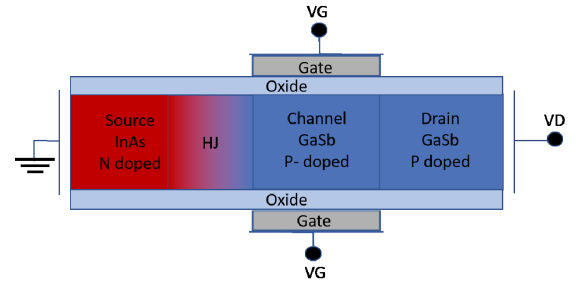 VG
Gate
Oxide
Source
InAs
N doped
HJ
Channel
GaSb
P- doped
Drain
GaSb
P doped
VD
Oxide
Gate
VG